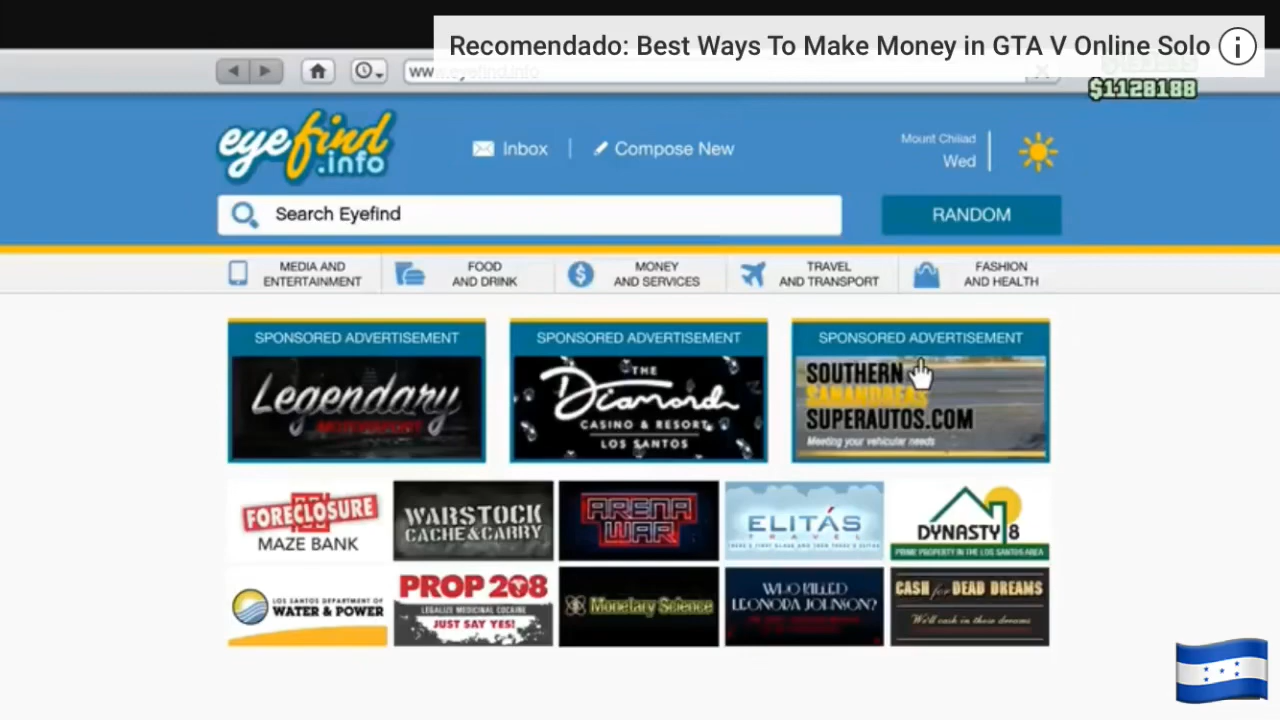 Recomendado: Best Ways To Make Money in GTA V Online Solo
www.eyefind.info
$1128188
eyefind
.info
Inbox
Compose New
Mount Chiliad
Wed
Search Eyefind
RANDOM
MEDIA AND
ENTERTAINMENT
FOOD
AND DRINK
MONEY
AND SERVICES
TRAVEL
AND TRANSPORT
FASHION
AND HEALTH
SPONSORED ADVERTISEMENT
Legendary
MOTORSPORT
SPONSORED ADVERTISEMENT
THE
Diamond
CASINO & RESORT
LOS SANTOS
SPONSORED ADVERTISEMENT
SOUTHERN
SANANDREAS
SUPERAUTOS.COM
Meeting your vehicular needs
FORECLOSURE
MAZE BANK
WARSTOCK
CACHE & CARRY
ARENA
WAR
ELITÁS
TRAVEL
DYNASTY 8
PRIME PROPERTY IN THE LOS SANTOS AREA
LOS SANTOS DEPARTMENT OF
WATER & POWER
PROP 208
LEGALIZE MEDICINAL COCAINE
JUST SAY YES!
Monetary Science
WHO KILLED
LEONORA JOHNSON?
CASH for DEAD DREAMS
We'll cash in those dreams